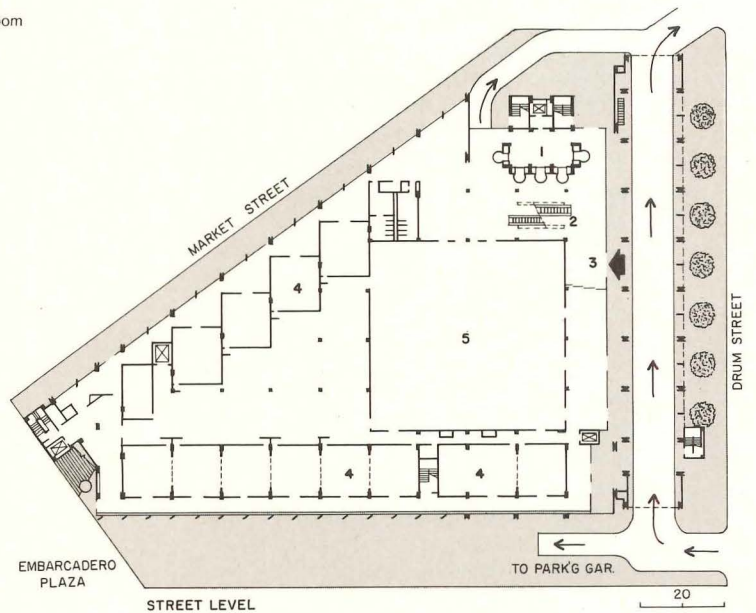 oom
MARKET STREET
1
2
3
4
5
DRUM STREET
4
4
EMBARCADERO
PLAZA
TO PARK'G GAR.
STREET LEVEL
20